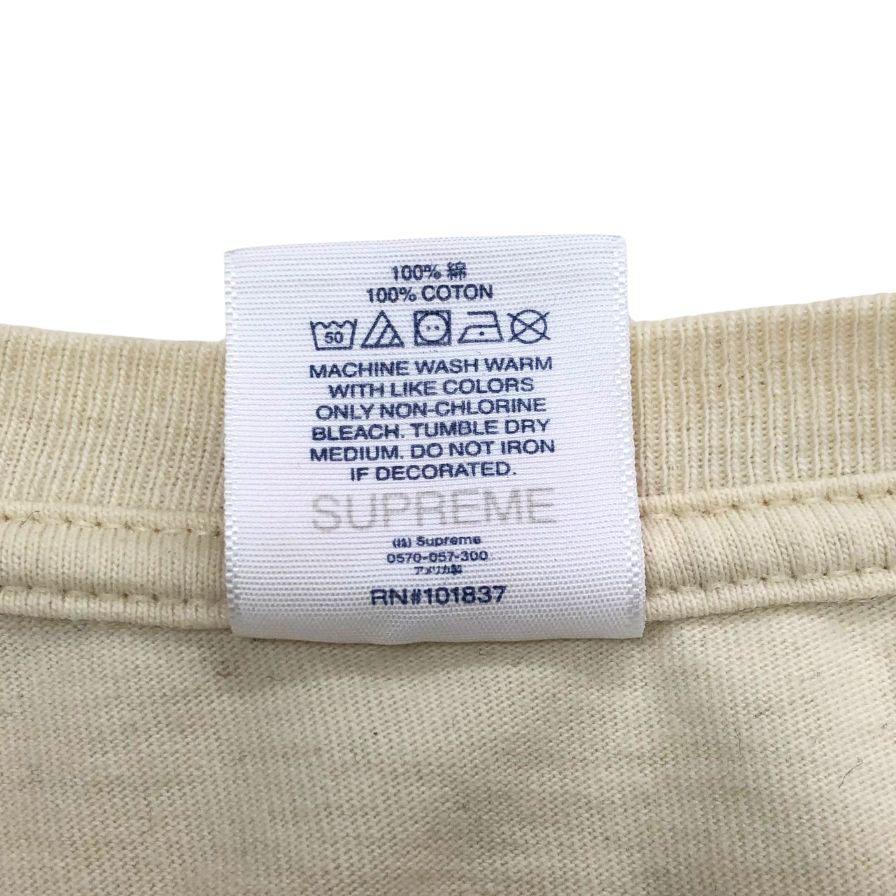 100% 綿
100% COTON
50
MACHINE WASH WARM
WITH LIKE COLORS
ONLY NON-CHLORINE
BLEACH. TUMBLE DRY
MEDIUM. DO NOT IRON
IF DECORATED.
SUPREME
(株) Supreme
0570-057-300
アメリカ製
RN#101837